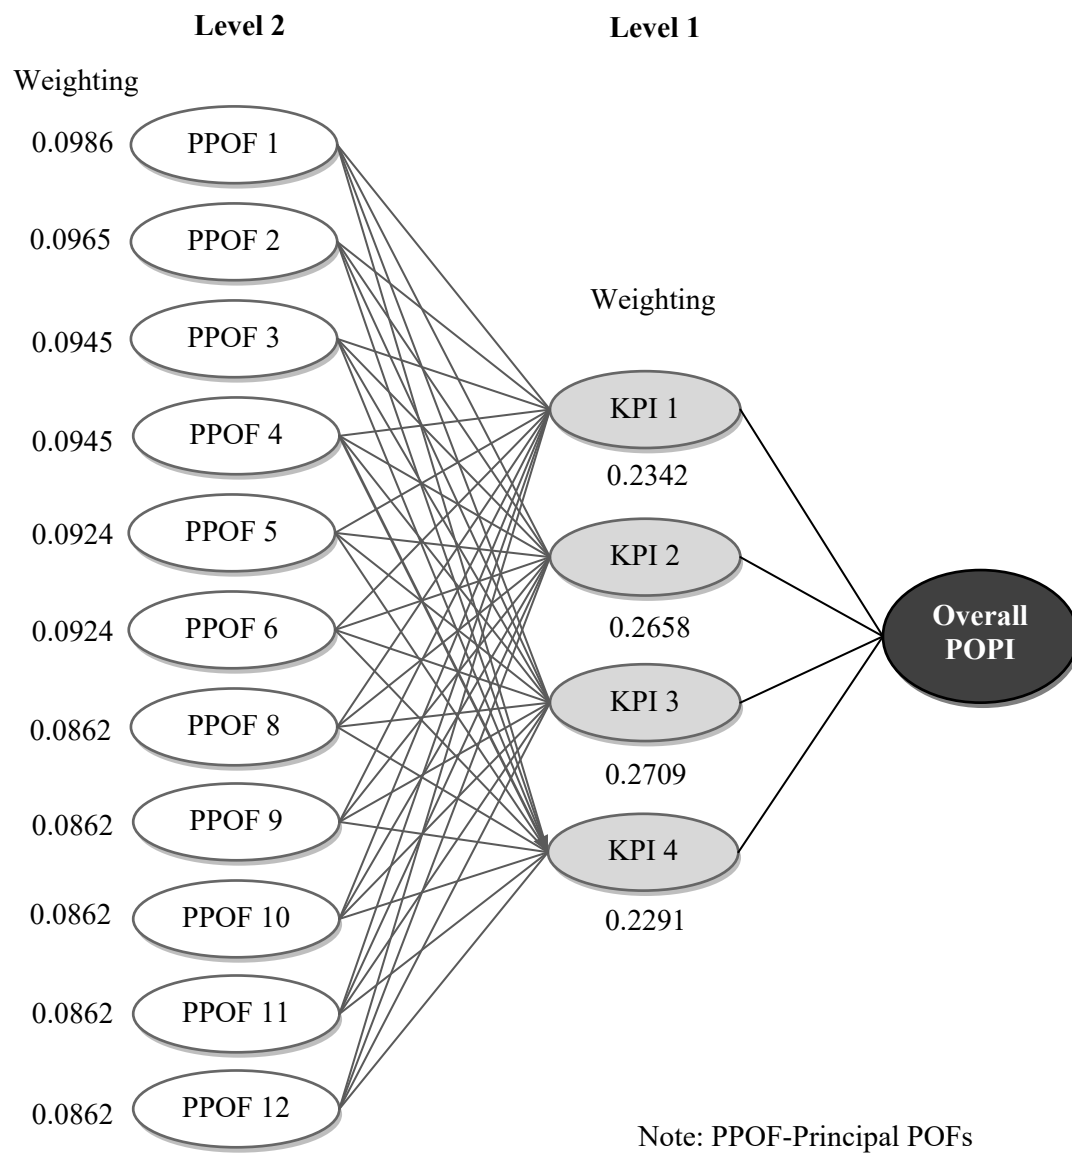 Level 2
Level 1
Weighting
0.0986
PPOF 1
0.0965
PPOF 2
0.0945
PPOF 3
0.0945
PPOF 4
0.0924
PPOF 5
0.0924
PPOF 6
0.0862
PPOF 8
0.0862
PPOF 9
0.0862
PPOF 10
0.0862
PPOF 11
0.0862
PPOF 12
Weighting
KPI 1
0.2342
KPI 2
0.2658
KPI 3
0.2709
KPI 4
0.2291
Overall
POPI
Note: PPOF-Principal POFs